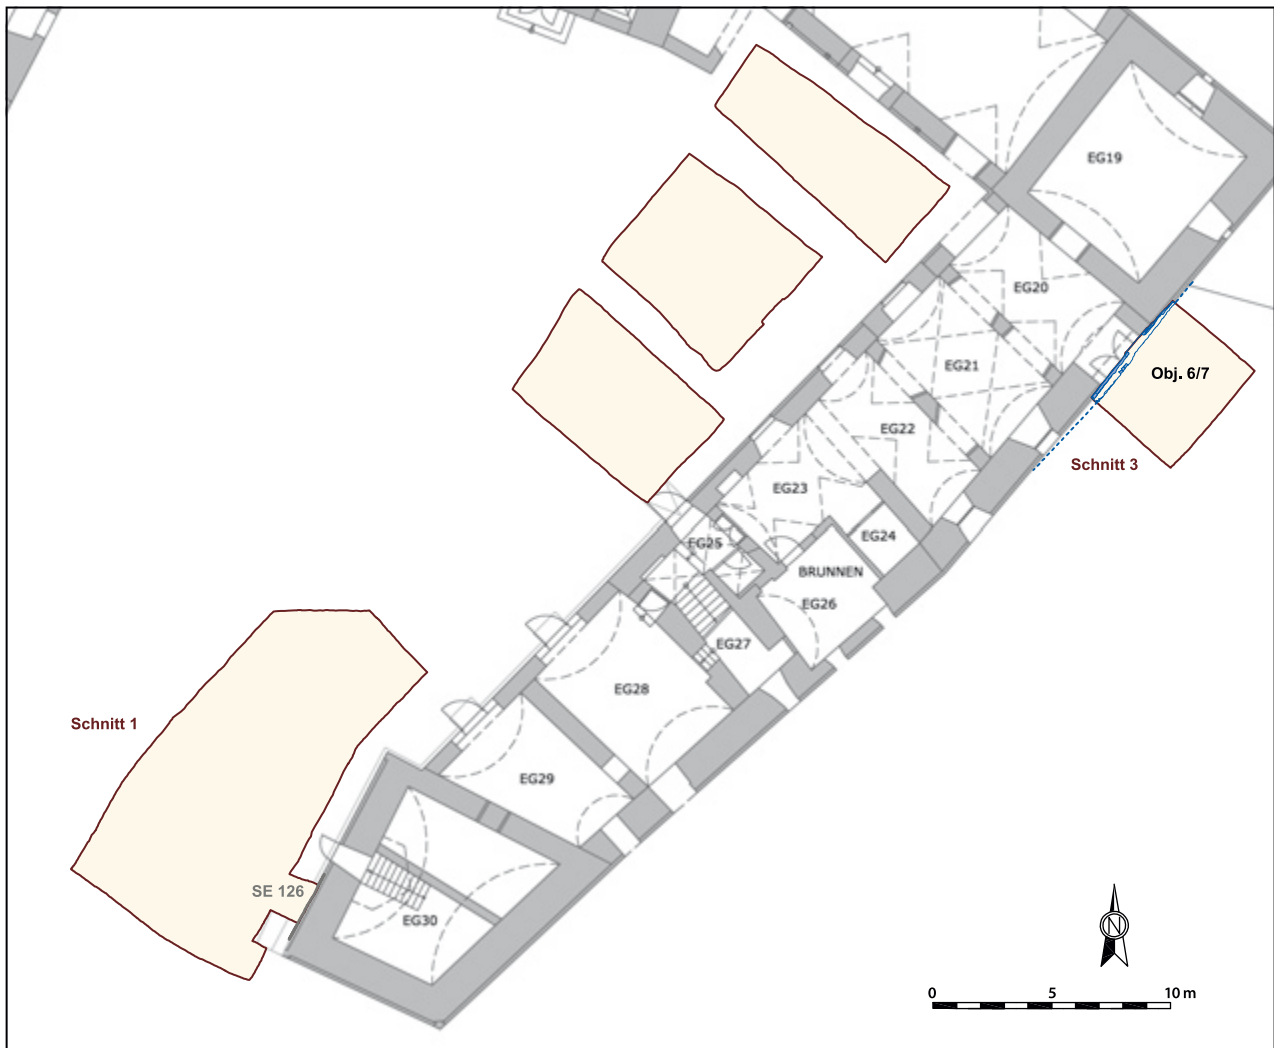 EG19
EG20
Obj. 6/7
EG21
EG22
Schnitt 3
EG23
EG24
EG25
BRUNNEN
EG26
EG27
EG28
Schnitt 1
EG29
SE 126
EG30
N
0 5 10 m